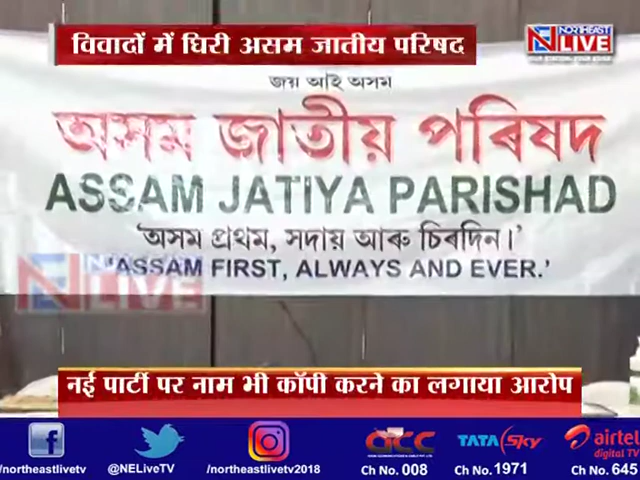 विवादों में घिरी असम जातीय परिषद
NORTHEAST
LIVE
জয় আই অসম
অসম জাতীয় পৰিষদ
ASSAM JATIYA PARISHAD
'অসম প্ৰথম, সদায় আৰু চিৰদিন।'
'ASSAM FIRST, ALWAYS AND EVER.'
LIVE
नई पार्टी पर नाम भी कॉपी करने का लगाया आरोप
f
GCC
TATA Sky
airtel
digital TV
/northeastlivetv
@NELiveTV
/northeastlivetv2018
Ch No. 008
Ch No. 1971
Ch No. 645